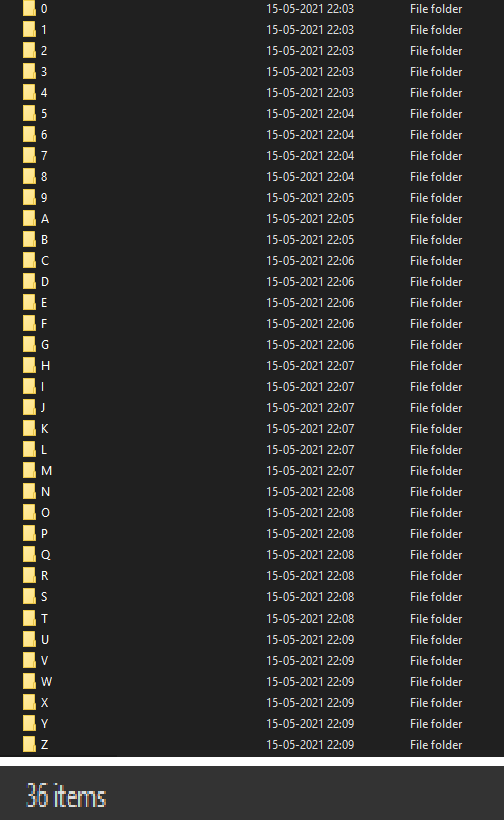 0 15-05-2021 22:03 File folder
1 15-05-2021 22:03 File folder
2 15-05-2021 22:03 File folder
3 15-05-2021 22:03 File folder
4 15-05-2021 22:03 File folder
5 15-05-2021 22:04 File folder
6 15-05-2021 22:04 File folder
7 15-05-2021 22:04 File folder
8 15-05-2021 22:04 File folder
9 15-05-2021 22:05 File folder
A 15-05-2021 22:05 File folder
B 15-05-2021 22:05 File folder
C 15-05-2021 22:06 File folder
D 15-05-2021 22:06 File folder
E 15-05-2021 22:06 File folder
F 15-05-2021 22:06 File folder
G 15-05-2021 22:06 File folder
H 15-05-2021 22:07 File folder
I 15-05-2021 22:07 File folder
J 15-05-2021 22:07 File folder
K 15-05-2021 22:07 File folder
L 15-05-2021 22:07 File folder
M 15-05-2021 22:07 File folder
N 15-05-2021 22:08 File folder
O 15-05-2021 22:08 File folder
P 15-05-2021 22:08 File folder
Q 15-05-2021 22:08 File folder
R 15-05-2021 22:08 File folder
S 15-05-2021 22:08 File folder
T 15-05-2021 22:08 File folder
U 15-05-2021 22:09 File folder
V 15-05-2021 22:09 File folder
W 15-05-2021 22:09 File folder
X 15-05-2021 22:09 File folder
Y 15-05-2021 22:09 File folder
Z 15-05-2021 22:09 File folder
36 items